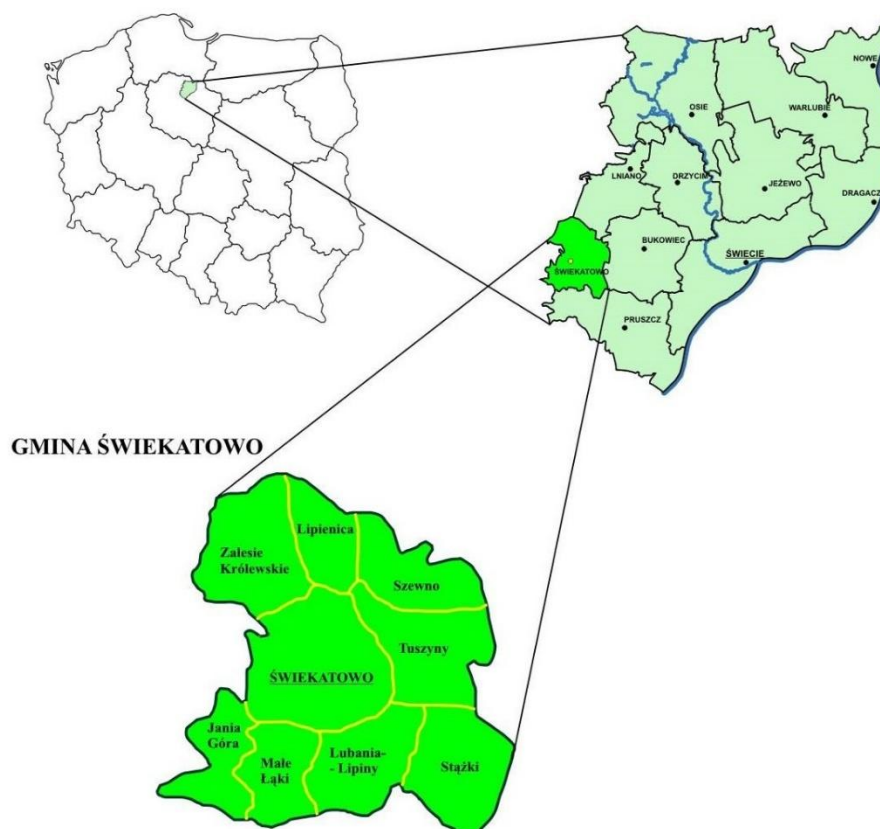 NOWE
OSIE
WARLUBIE
LNIANO
DRZYCIM
JEŻEWO
DRAGACZ
BUKOWIEC
ŚWIECIE
ŚWIEKATOWO
PRUSZCZ
GMINA ŚWIEKATOWO
Lipienica
Zalesie
Królewskie
Szewno
Tuszyny
ŚWIEKATOWO
Jania
Góra
Małe
Łąki
Lubania-
- Lipiny
Stążki